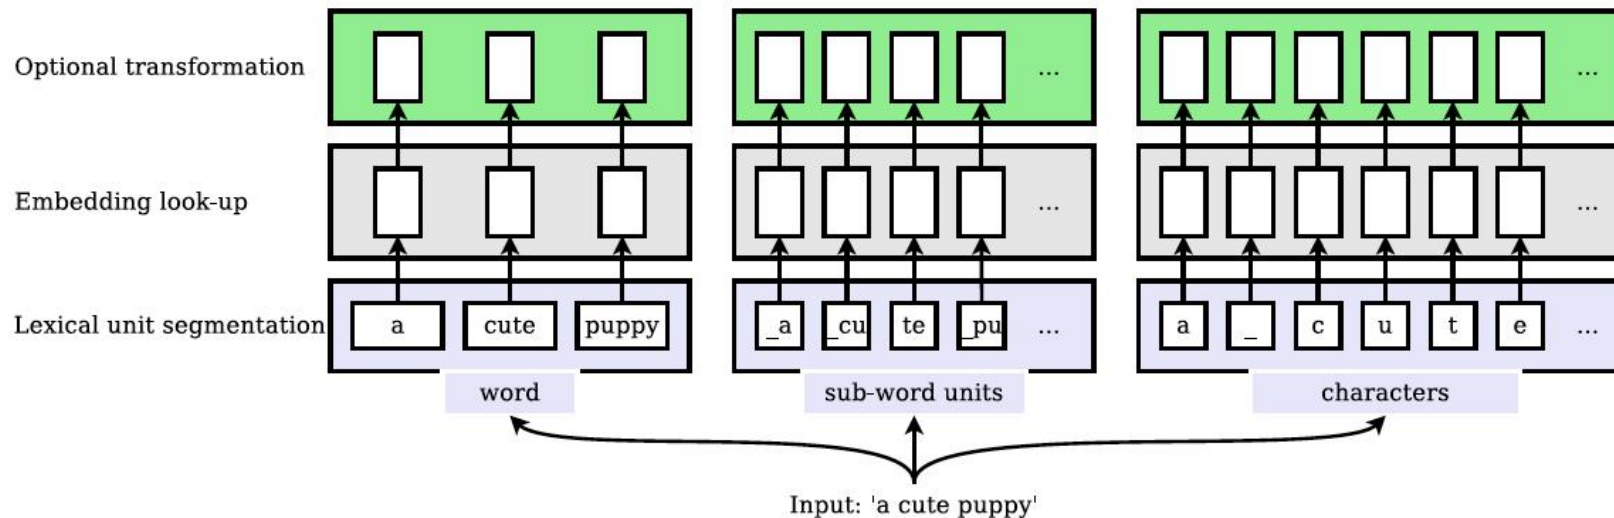 Optional transformation ... ...
Embedding look-up ... ...
Lexical unit segmentation a cute puppy _a _cu te _pu ... a _ c u t e ...
word sub-word units characters
Input: 'a cute puppy'